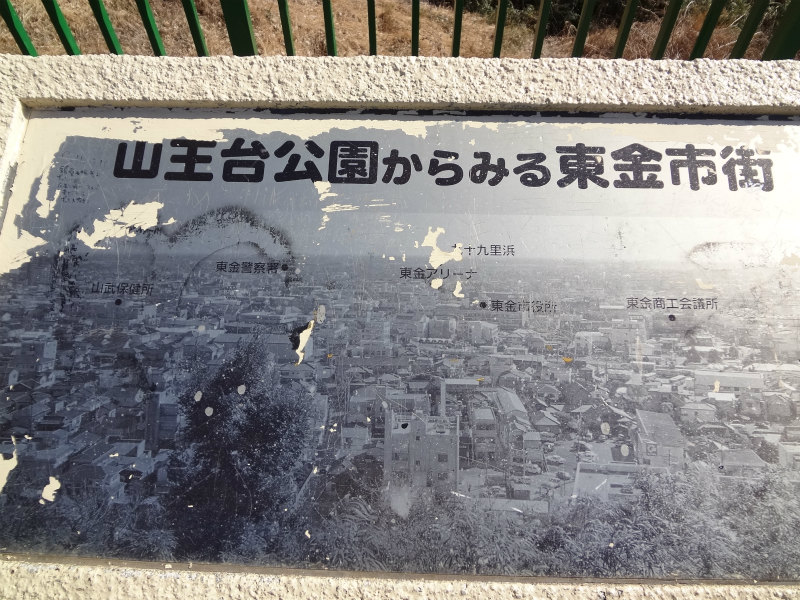 山王台公園からみる東金市街
九十九里浜
東金警察署
東金アリーナ
山武保健所
東金市役所
東金商工会議所